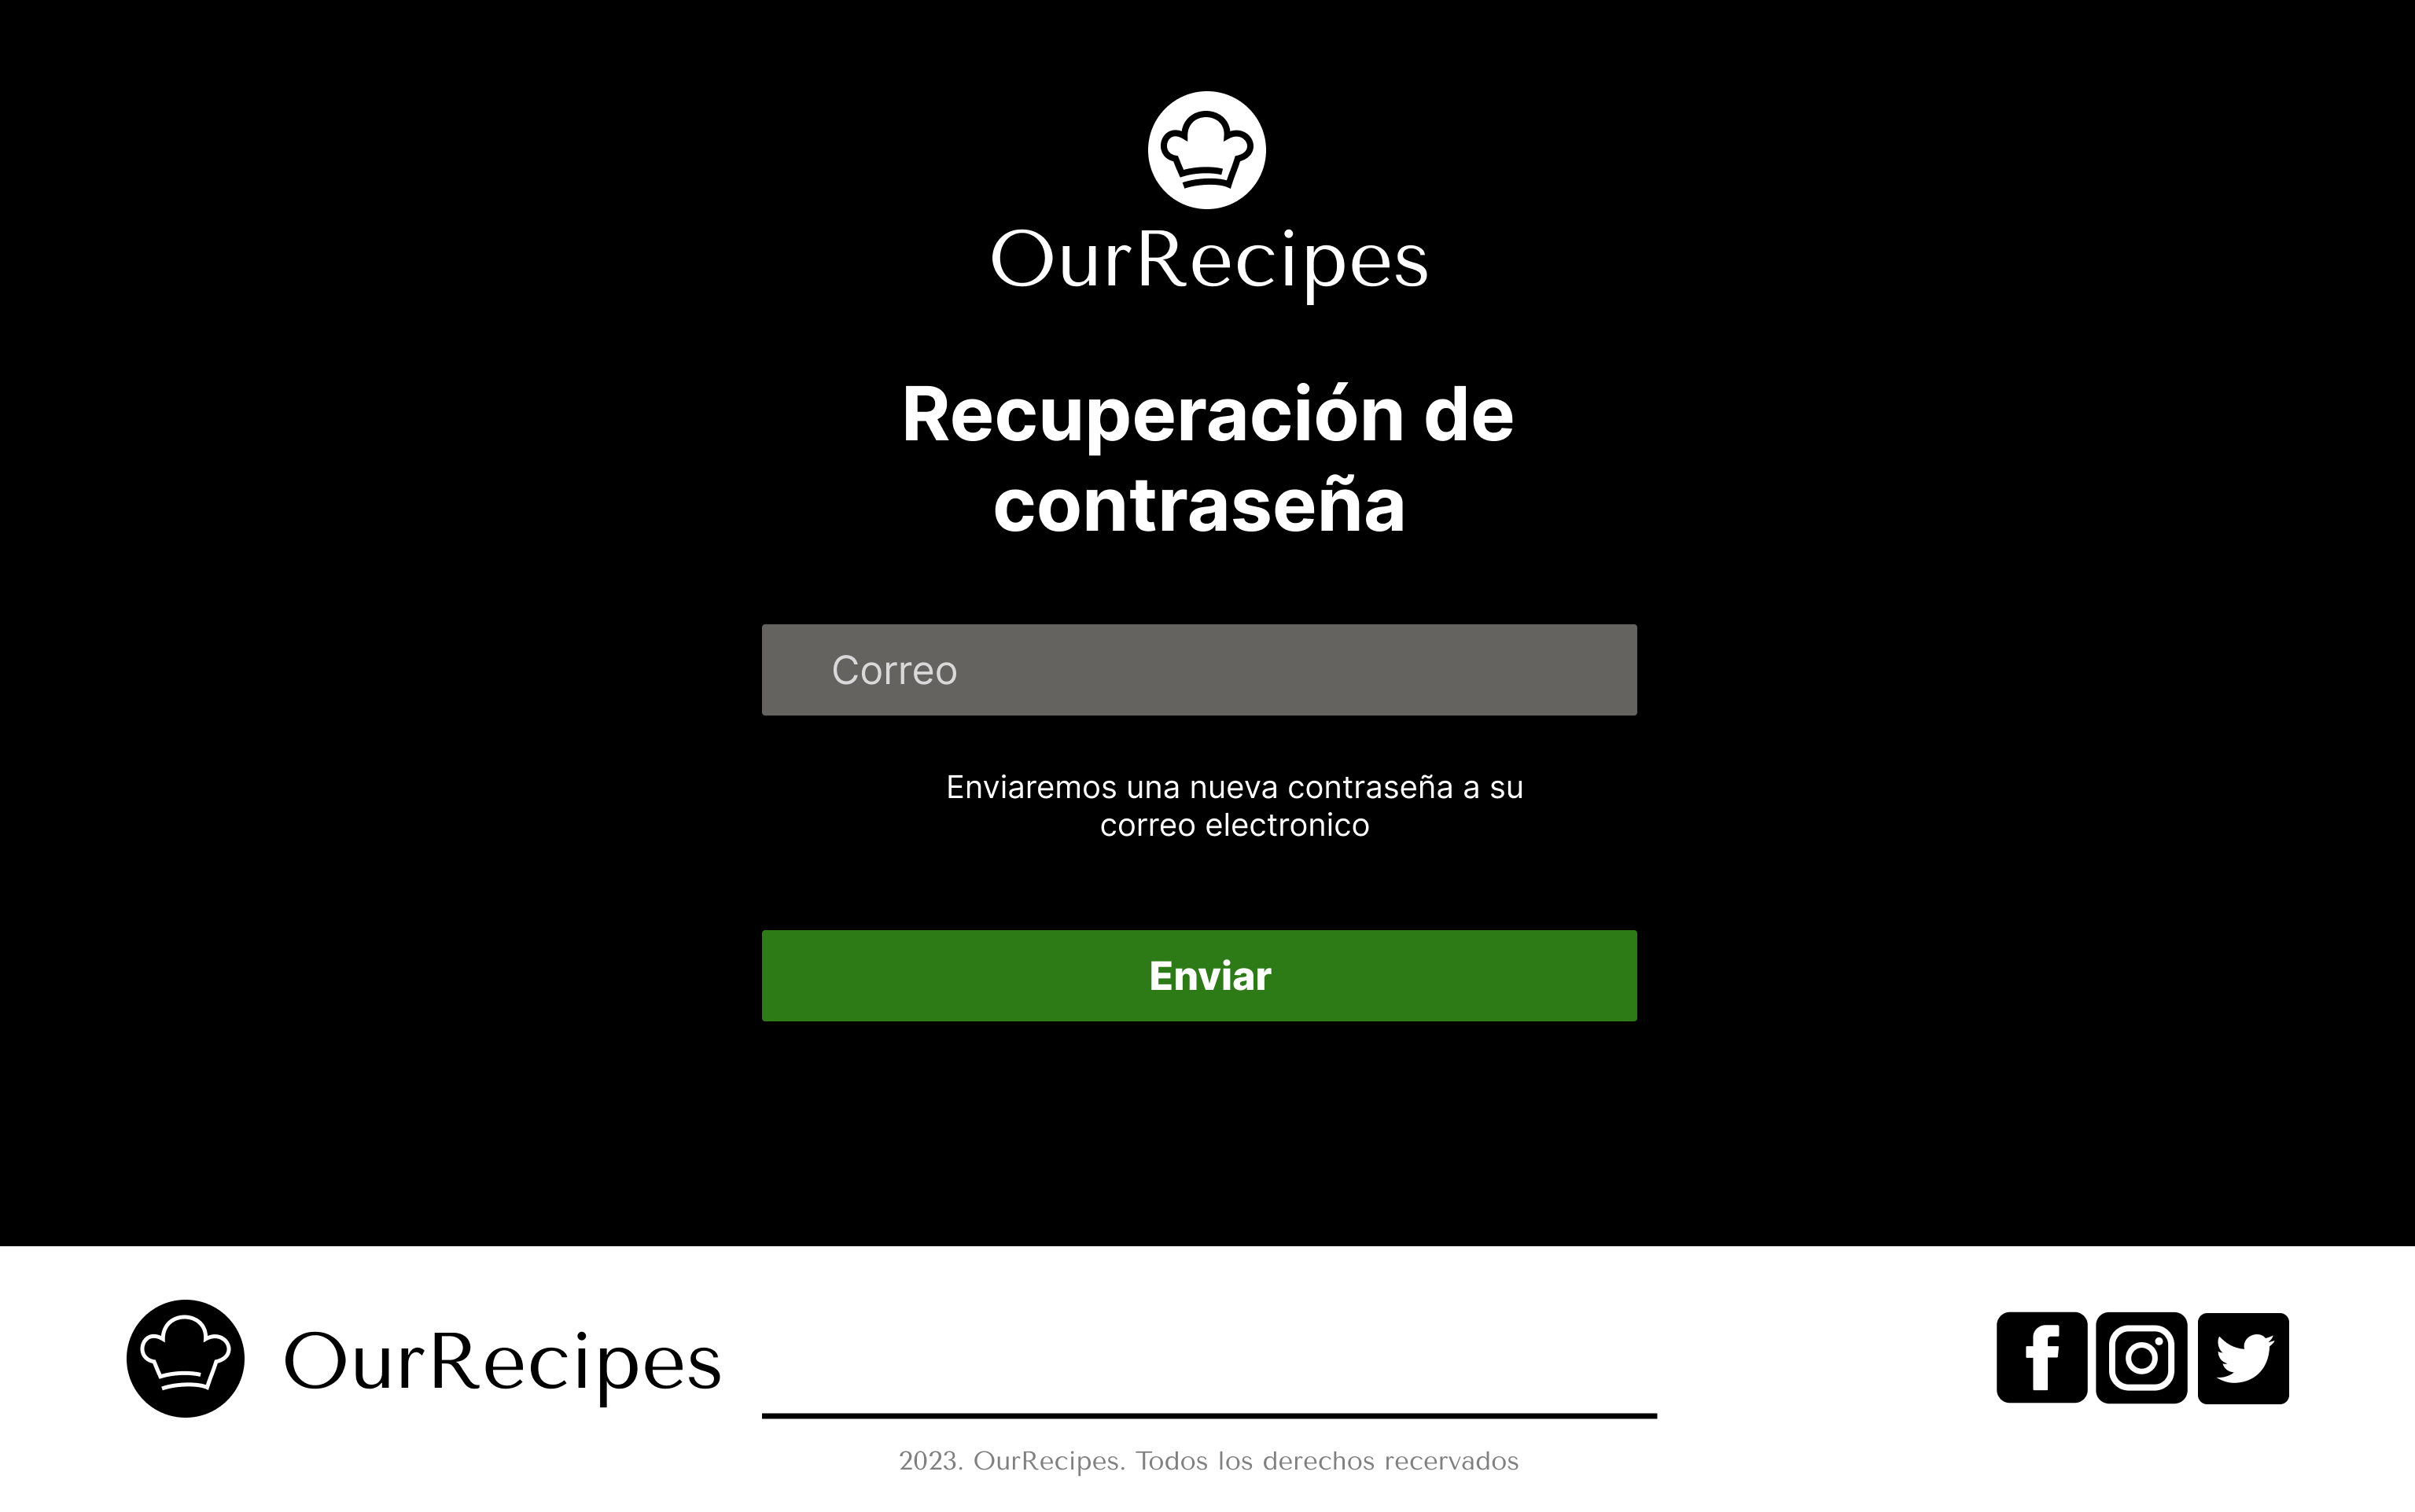 OurRecipes
Recuperación de
contraseña
Correo
Enviaremos una nueva contraseña a su
correo electronico
Enviar
OurRecipes
2023. OurRecipes. Todos los derechos recervados